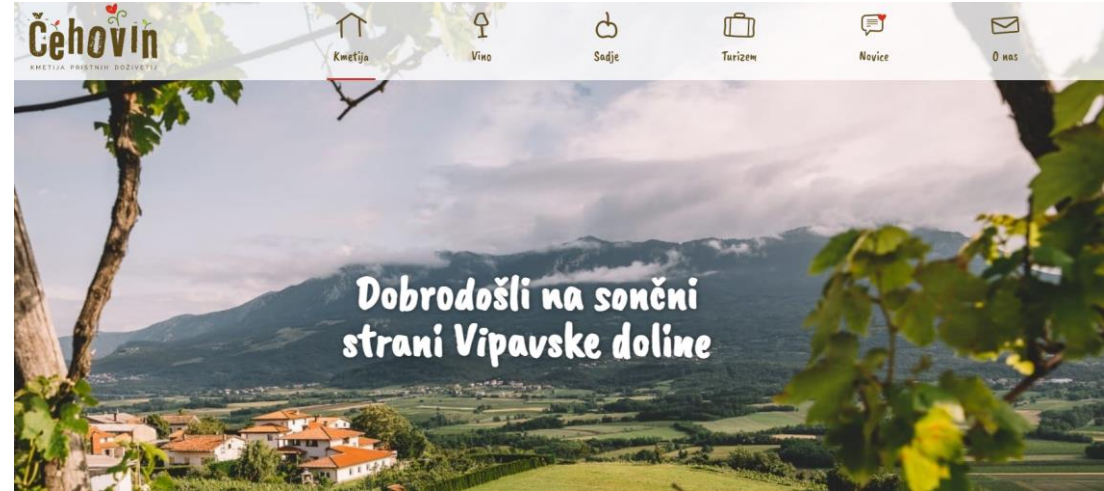 Čehovin
KMETIJA PRISTNIH DOŽIVETIJ
Kmetija
Vino
Sadje
Turizem
Novice
O nas
Dobrodošli na sončni
strani Vipavske doline